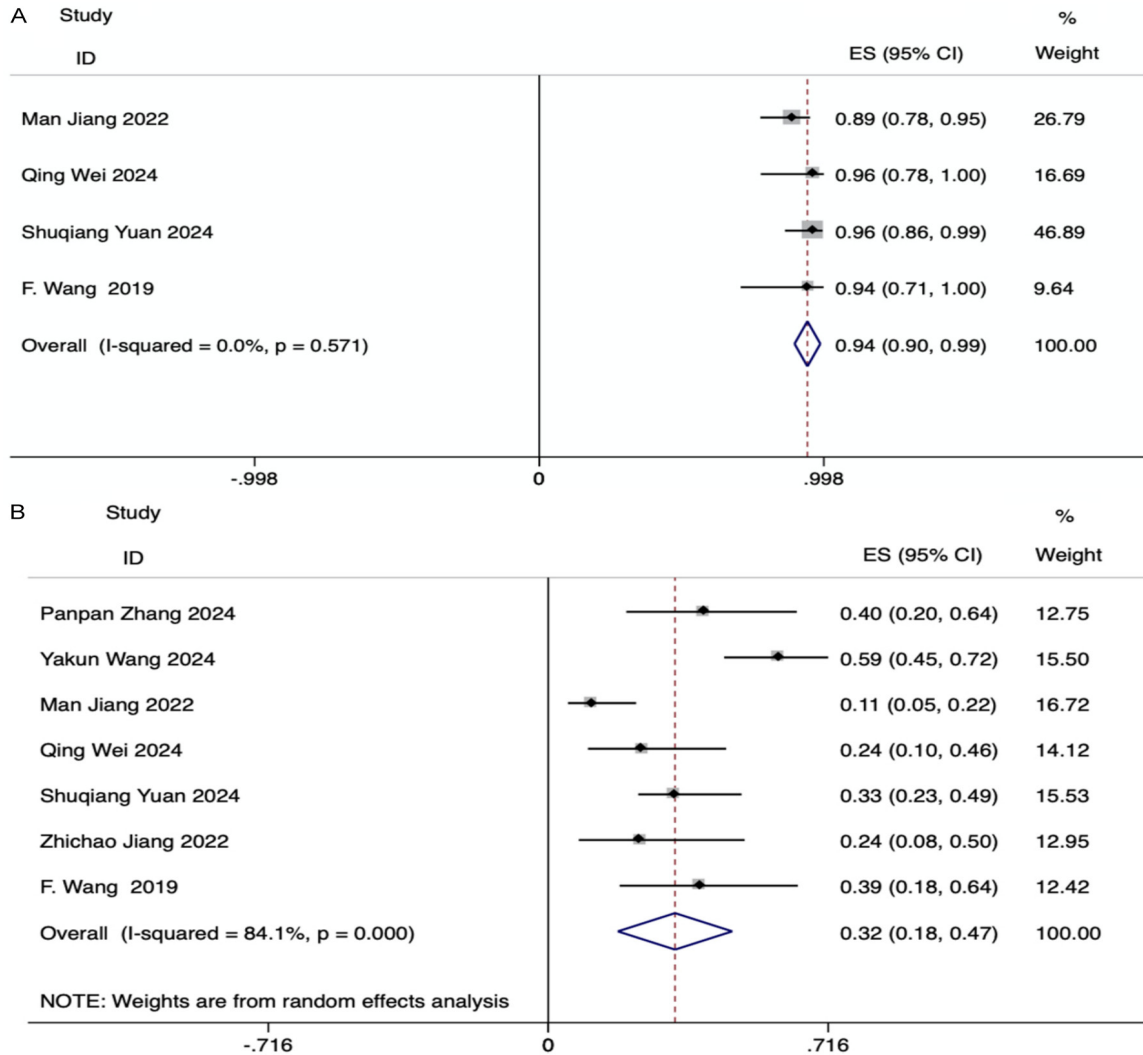 A Study %
ID ES (95% CI) Weight
Man Jiang 2022 0.89 (0.78, 0.95) 26.79
Qing Wei 2024 0.96 (0.78, 1.00) 16.69
Shuqiang Yuan 2024 0.96 (0.86, 0.99) 46.89
F. Wang 2019 0.94 (0.71, 1.00) 9.64
Overall (I-squared = 0.0%, p = 0.571) 0.94 (0.90, 0.99) 100.00
-.998 0 .998
B Study %
ID ES (95% CI) Weight
Panpan Zhang 2024 0.40 (0.20, 0.64) 12.75
Yakun Wang 2024 0.59 (0.45, 0.72) 15.50
Man Jiang 2022 0.11 (0.05, 0.22) 16.72
Qing Wei 2024 0.24 (0.10, 0.46) 14.12
Shuqiang Yuan 2024 0.33 (0.23, 0.49) 15.53
Zhichao Jiang 2022 0.24 (0.08, 0.50) 12.95
F. Wang 2019 0.39 (0.18, 0.64) 12.42
Overall (I-squared = 84.1%, p = 0.000) 0.32 (0.18, 0.47) 100.00
NOTE: Weights are from random effects analysis
-.716 0 .716